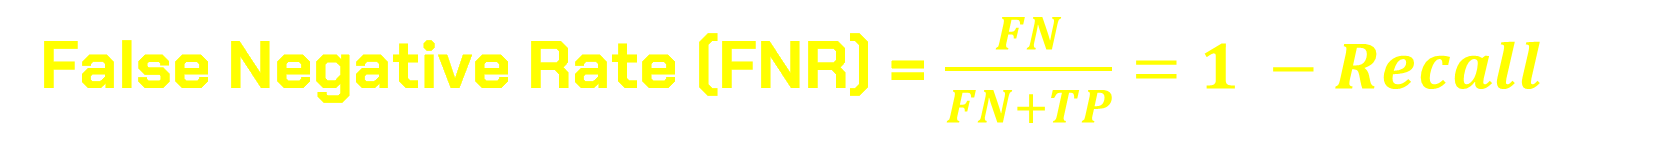 False Negative Rate (FNR) = FN/FN+TP = 1 − Recall